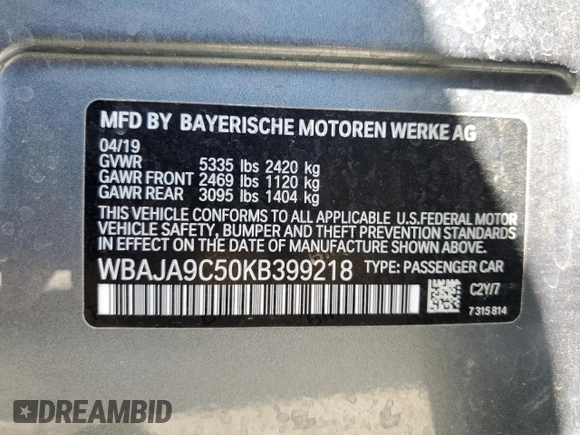 MFD BY BAYERISCHE MOTOREN WERKE AG
04/19
GVWR 5335 lbs 2420 kg
GAWR FRONT 2469 lbs 1120 kg
GAWR REAR 3095 lbs 1404 kg
THIS VEHICLE CONFORMS TO ALL APPLICABLE U.S.FEDERAL MOTOR
VEHICLE SAFETY, BUMPER AND THEFT PREVENTION STANDARDS IN
EFFECT ON THE DATE OF MANUFACTURE SHOWN ABOVE.
WBAJA9C50KB399218 TYPE: PASSENGER CAR
C2Y/7
7 315 814
DREAMBID